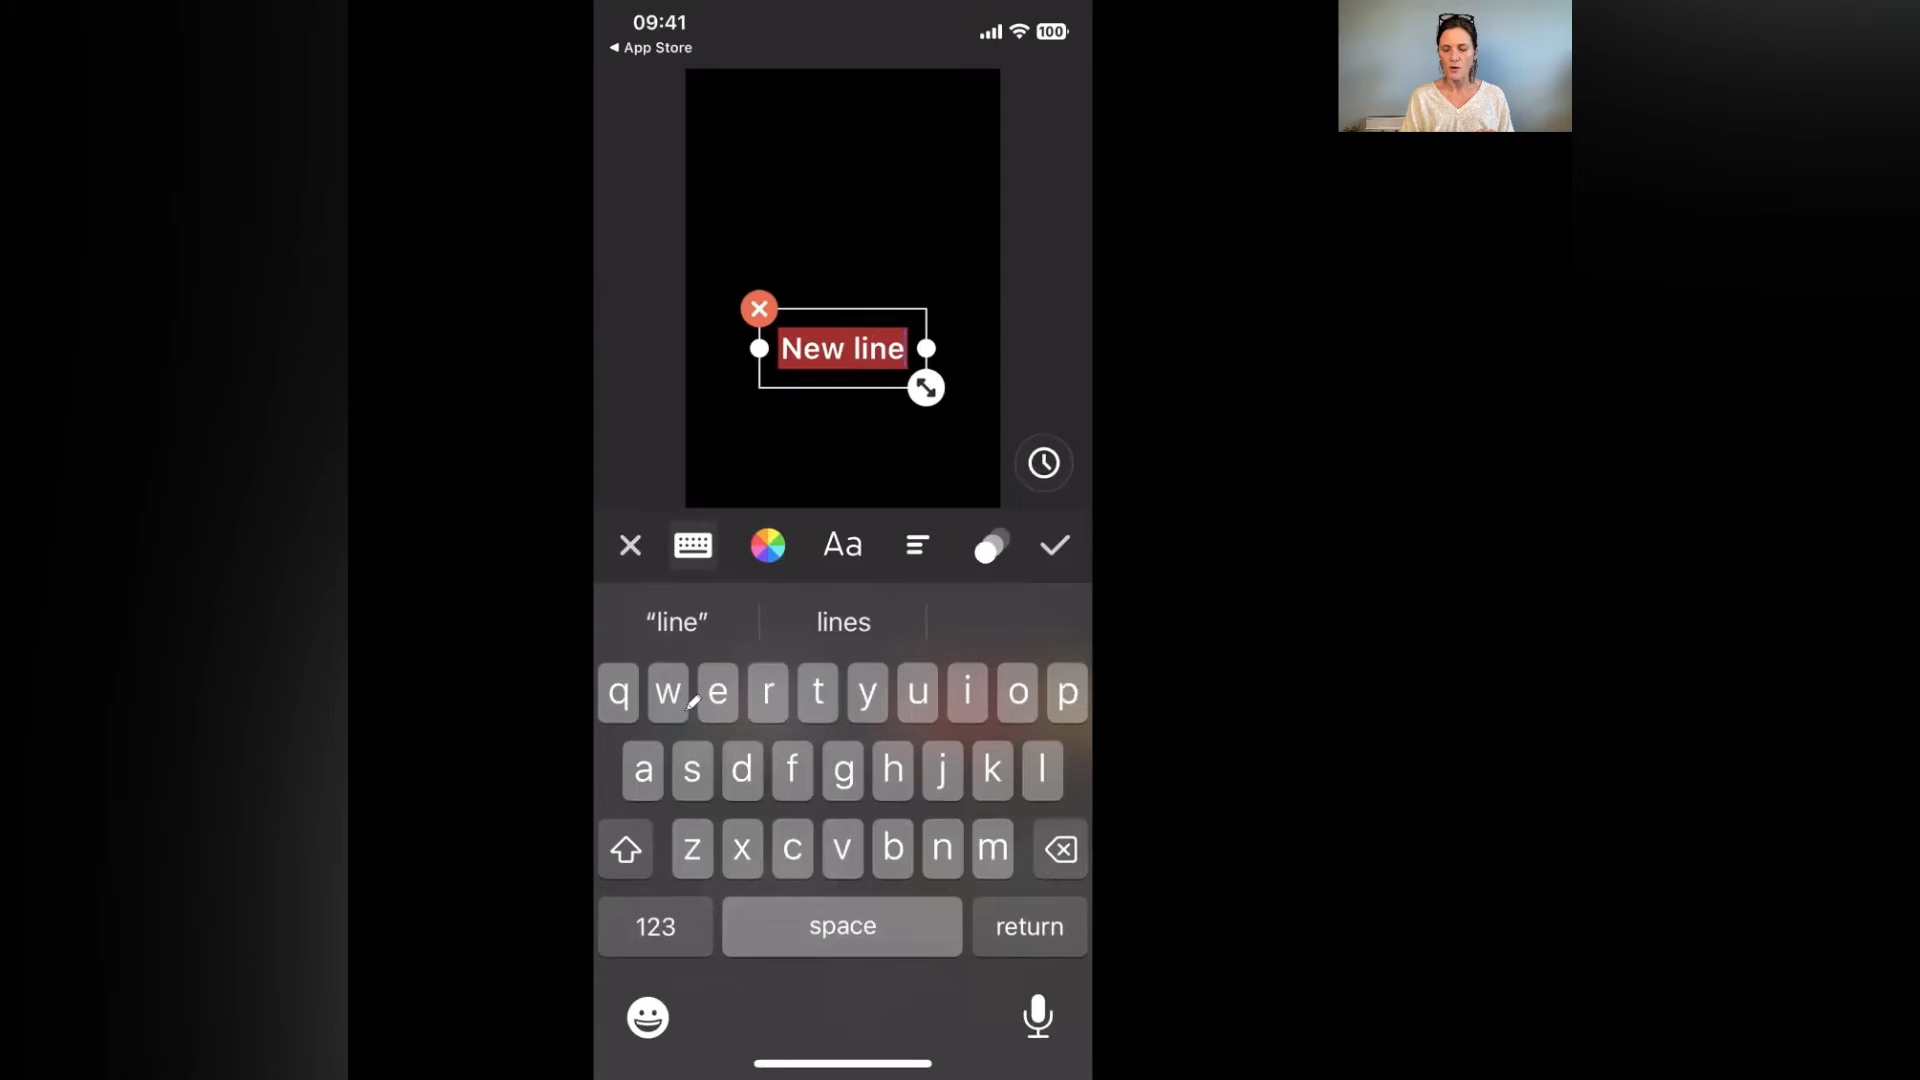 09:41
100
◀ App Store
New line
Aa
“line” lines
q w e r t y u i o p
a s d f g h j k l
z x c v b n m
123 space return